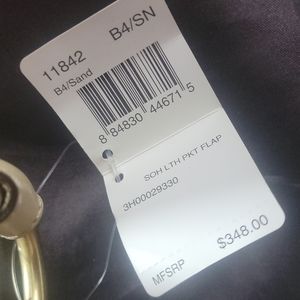 11842 B4/SN
B4/Sand
8 84830 44671 5
SOH LTH PKT FLAP
3H00029330
MFSRP $348.00